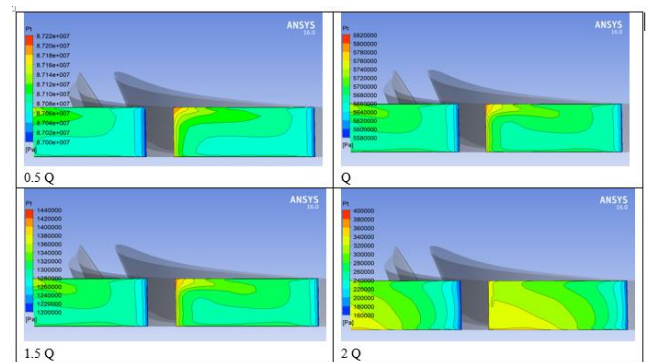 ANSYS
16.0
Pt
8.722e+007
8.720e+007
8.718e+007
8.716e+007
8.714e+007
8.712e+007
8.710e+007
8.708e+007
8.706e+007
8.704e+007
8.702e+007
8.700e+007
[Pa]
0.5 Q
ANSYS
16.0
Pt
5820000
5800000
5780000
5760000
5740000
5720000
5700000
5680000
5660000
5640000
5620000
5600000
5580000
[Pa]
Q
ANSYS
16.0
Pt
1440000
1420000
1400000
1380000
1360000
1340000
1320000
1300000
1280000
1260000
1240000
1220000
1200000
[Pa]
1.5 Q
ANSYS
16.0
Pt
400000
380000
360000
340000
320000
300000
280000
260000
240000
220000
200000
180000
160000
[Pa]
2 Q